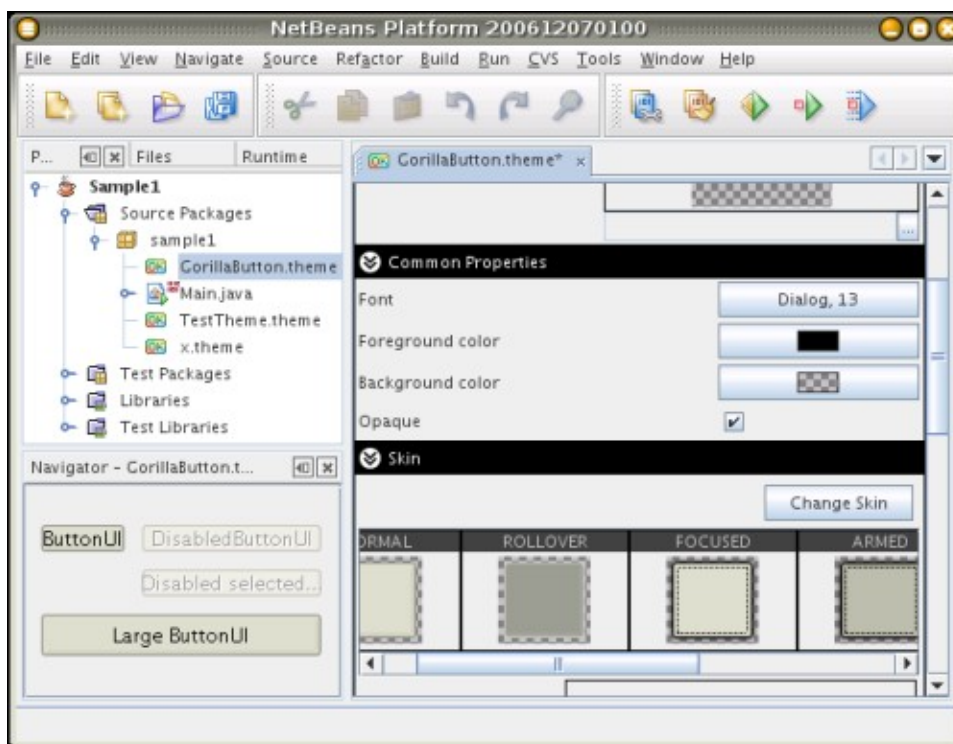 NetBeans Platform 200612070100
File Edit View Navigate Source Refactor Build Run CVS Tools Window Help
P... Files Runtime
Sample1
Source Packages
sample1
GorillaButton.theme
Main.java
TestTheme.theme
x.theme
Test Packages
Libraries
Test Libraries
Navigator - GorillaButton.t...
ButtonUI DisabledButtonUI
Disabled selected...
Large ButtonUI
GorillaButton.theme*
...
Common Properties
Font Dialog, 13
Foreground color
Background color
Opaque
Skin
Change Skin
ORMAL ROLLOVER FOCUSED ARMED